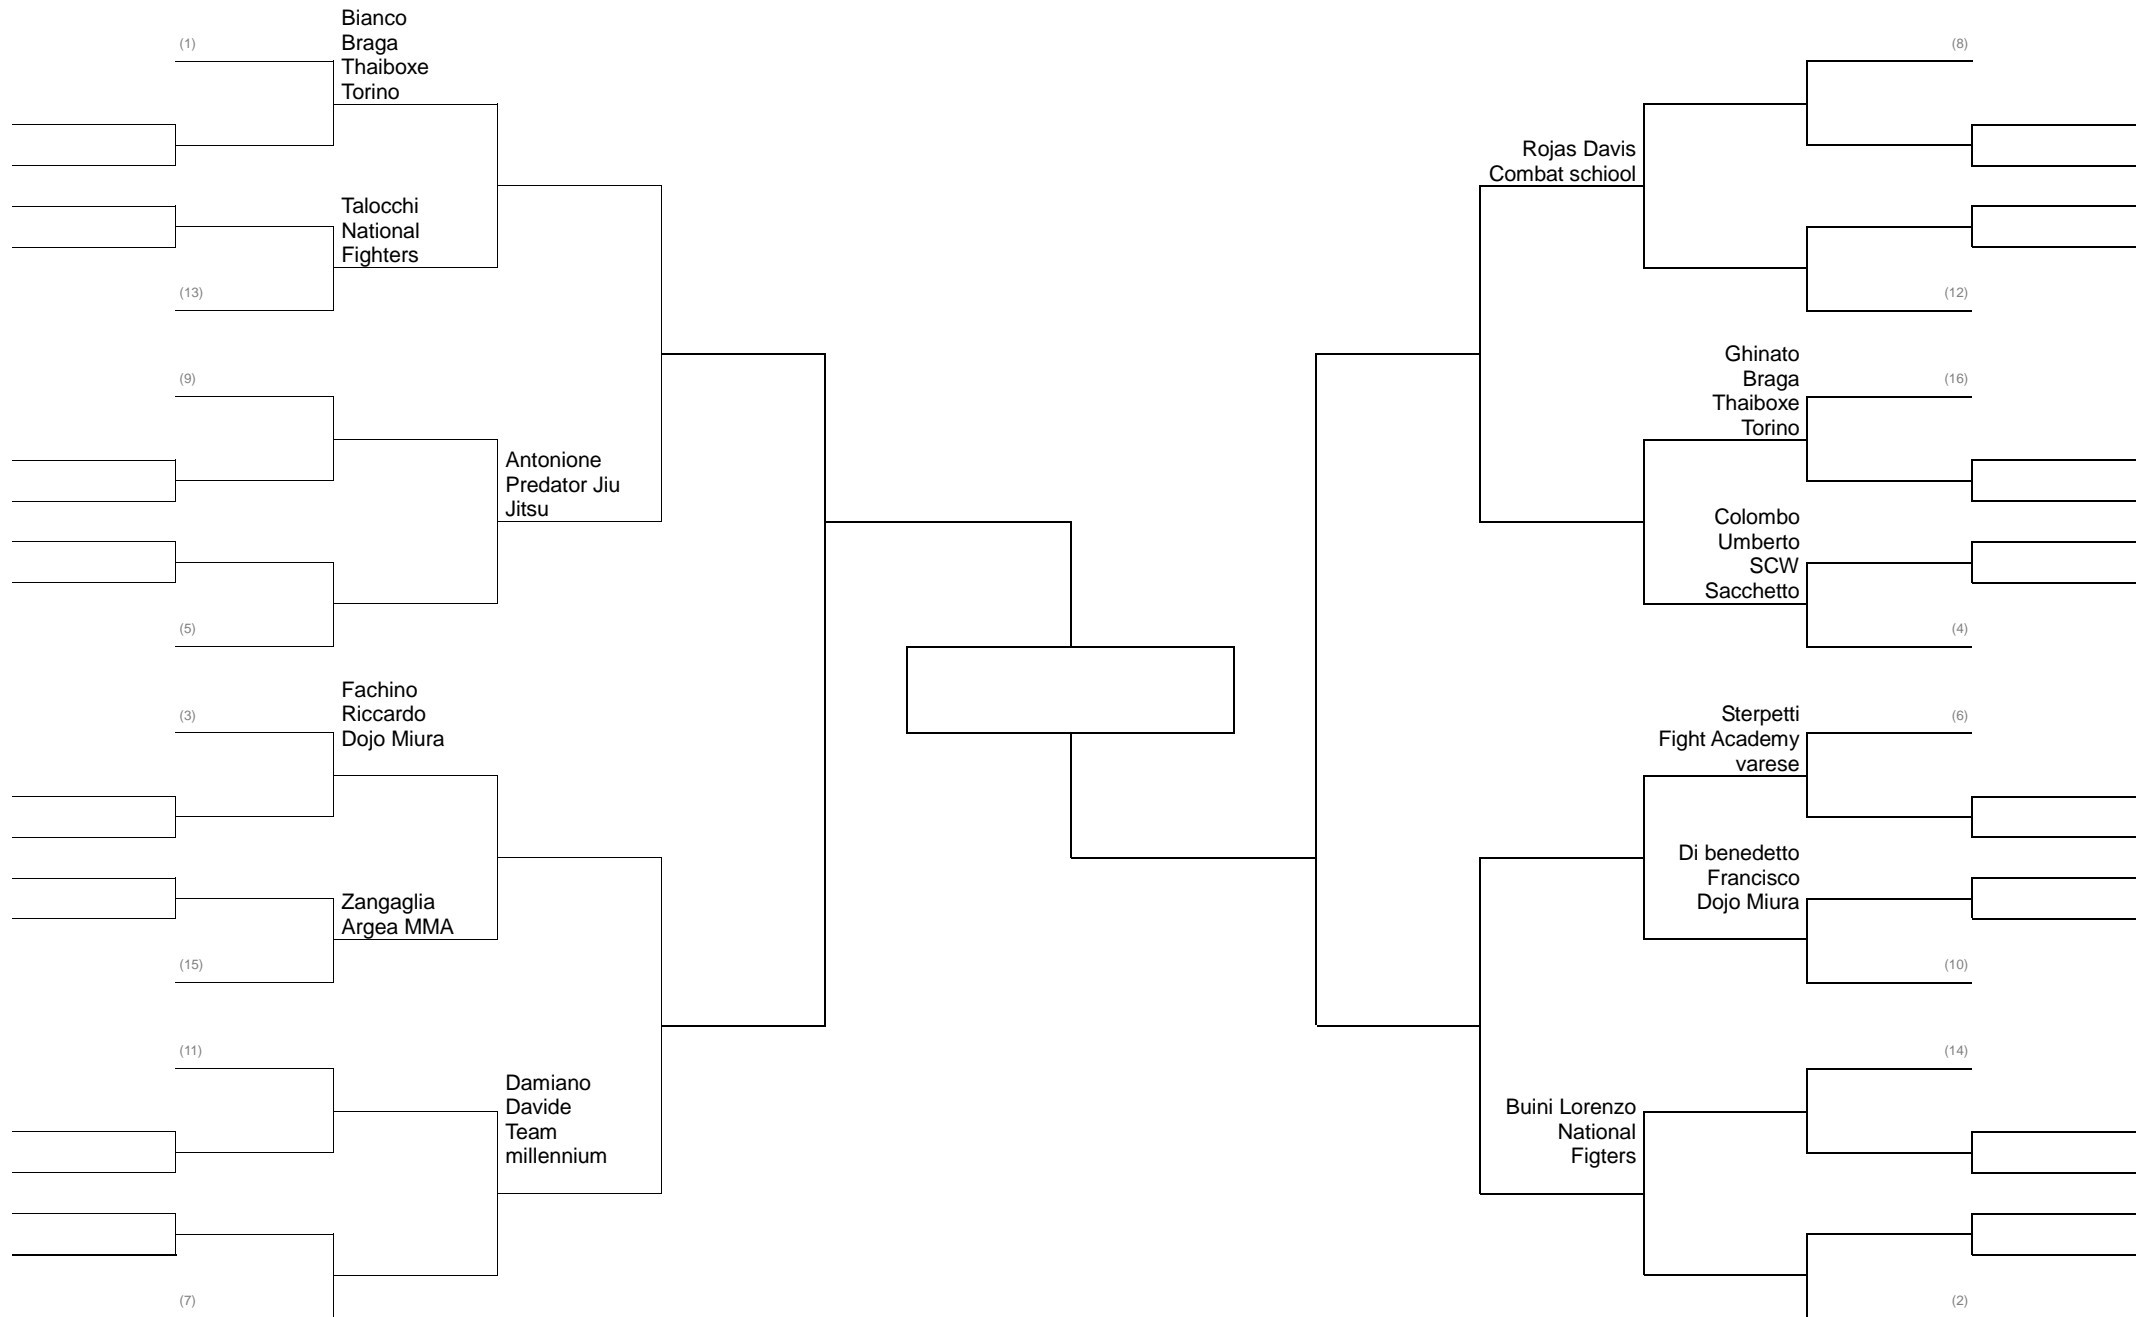 (1)
Bianco
Braga
Thaiboxe
Torino
Talocchi
National
Fighters
(13)
(9)
Antonione
Predator Jiu
Jitsu
(5)
(3)
Fachino
Riccardo
Dojo Miura
Zangaglia
Argea MMA
(15)
(11)
Damiano
Davide
Team
millennium
(7)
(8)
Rojas Davis
Combat schiool
(12)
Ghinato
Braga
Thaiboxe
Torino
(16)
Colombo
Umberto
SCW
Sacchetto
(4)
Sterpetti
Fight Academy
varese
(6)
Di benedetto
Francisco
Dojo Miura
(10)
(14)
Buini Lorenzo
National
Figters
(2)